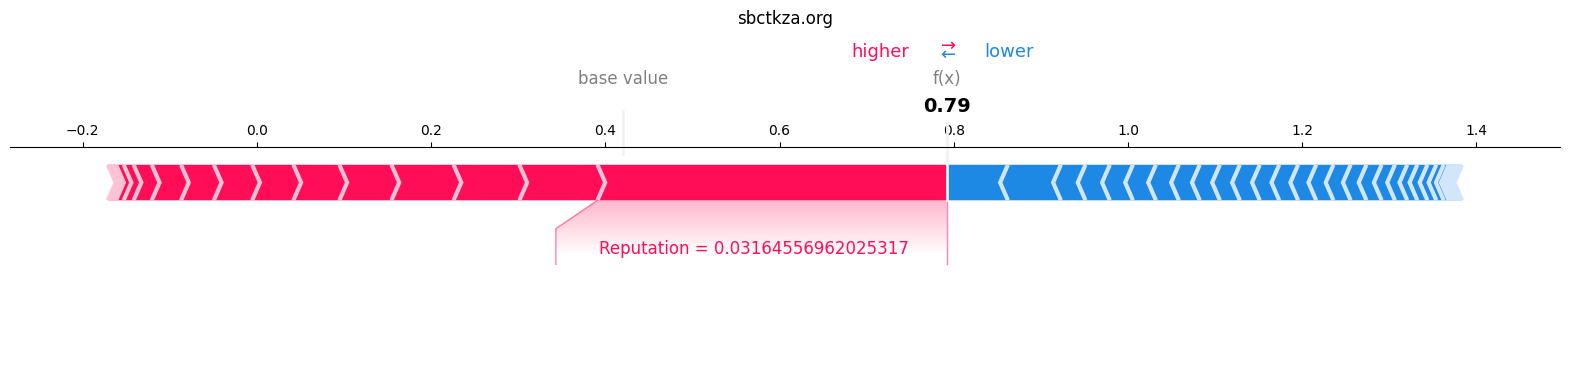 sbctkza.org
higher → ← lower
base value f(x)
0.79
−0.2 0.0 0.2 0.4 0.6 0.8 1.0 1.2 1.4
Reputation = 0.03164556962025317